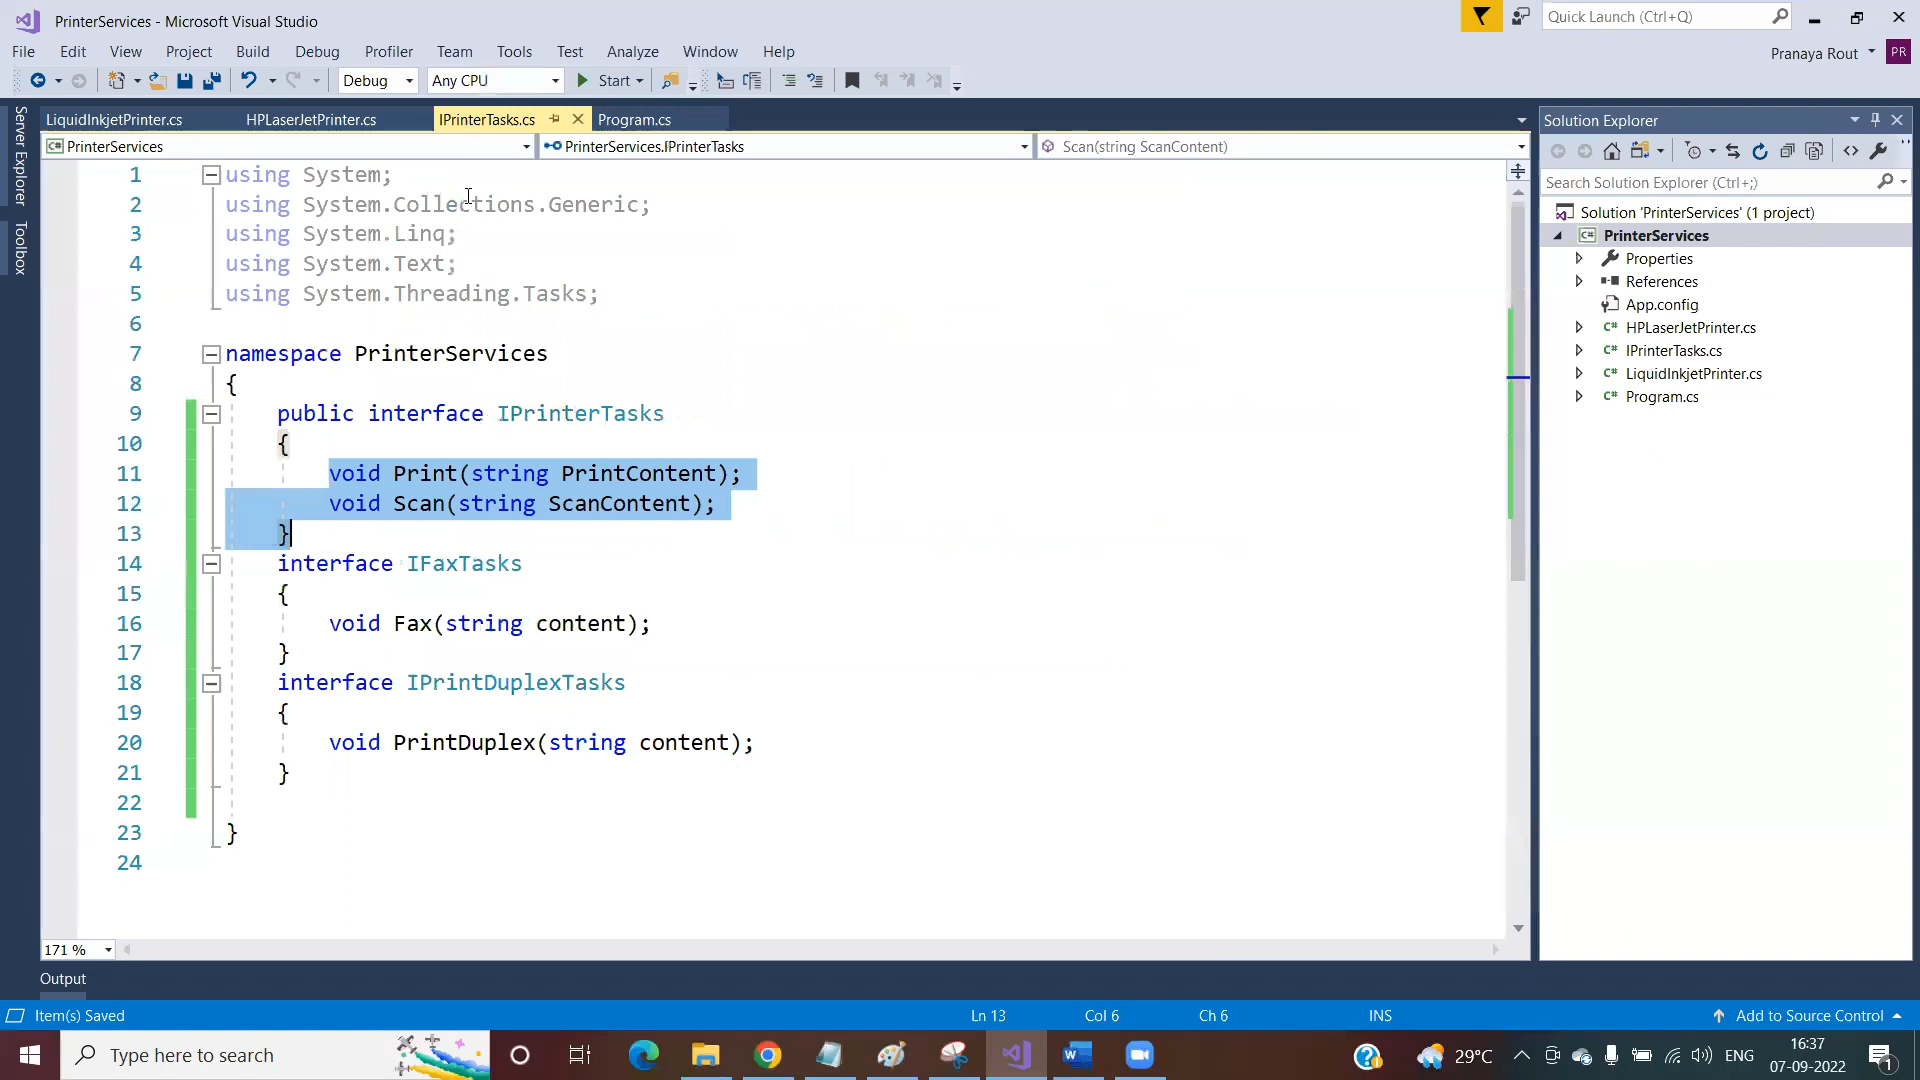 PrinterServices - Microsoft Visual Studio
Quick Launch (Ctrl+Q)
File Edit View Project Build Debug Profiler Team Tools Test Analyze Window Help
Pranaya Rout PR
Debug Any CPU Start
LiquidInkjetPrinter.cs HPLaserJetPrinter.cs IPrinterTasks.cs Program.cs
PrinterServices PrinterServices.IPrinterTasks Scan(string ScanContent)
Server Explorer
Toolbox
1 using System;
2 using System.Collections.Generic;
3 using System.Linq;
4 using System.Text;
5 using System.Threading.Tasks;
6
7 namespace PrinterServices
8 {
9 public interface IPrinterTasks
10 {
11 void Print(string PrintContent);
12 void Scan(string ScanContent);
13 }
14 interface IFaxTasks
15 {
16 void Fax(string content);
17 }
18 interface IPrintDuplexTasks
19 {
20 void PrintDuplex(string content);
21 }
22
23 }
24
171 %
Output
Solution Explorer
Search Solution Explorer (Ctrl+;)
Solution 'PrinterServices' (1 project)
C# PrinterServices
Properties
References
App.config
C# HPLaserJetPrinter.cs
C# IPrinterTasks.cs
C# LiquidInkjetPrinter.cs
C# Program.cs
Item(s) Saved Ln 13 Col 6 Ch 6 INS Add to Source Control
Type here to search
29°C ENG
16:37
07-09-2022
1